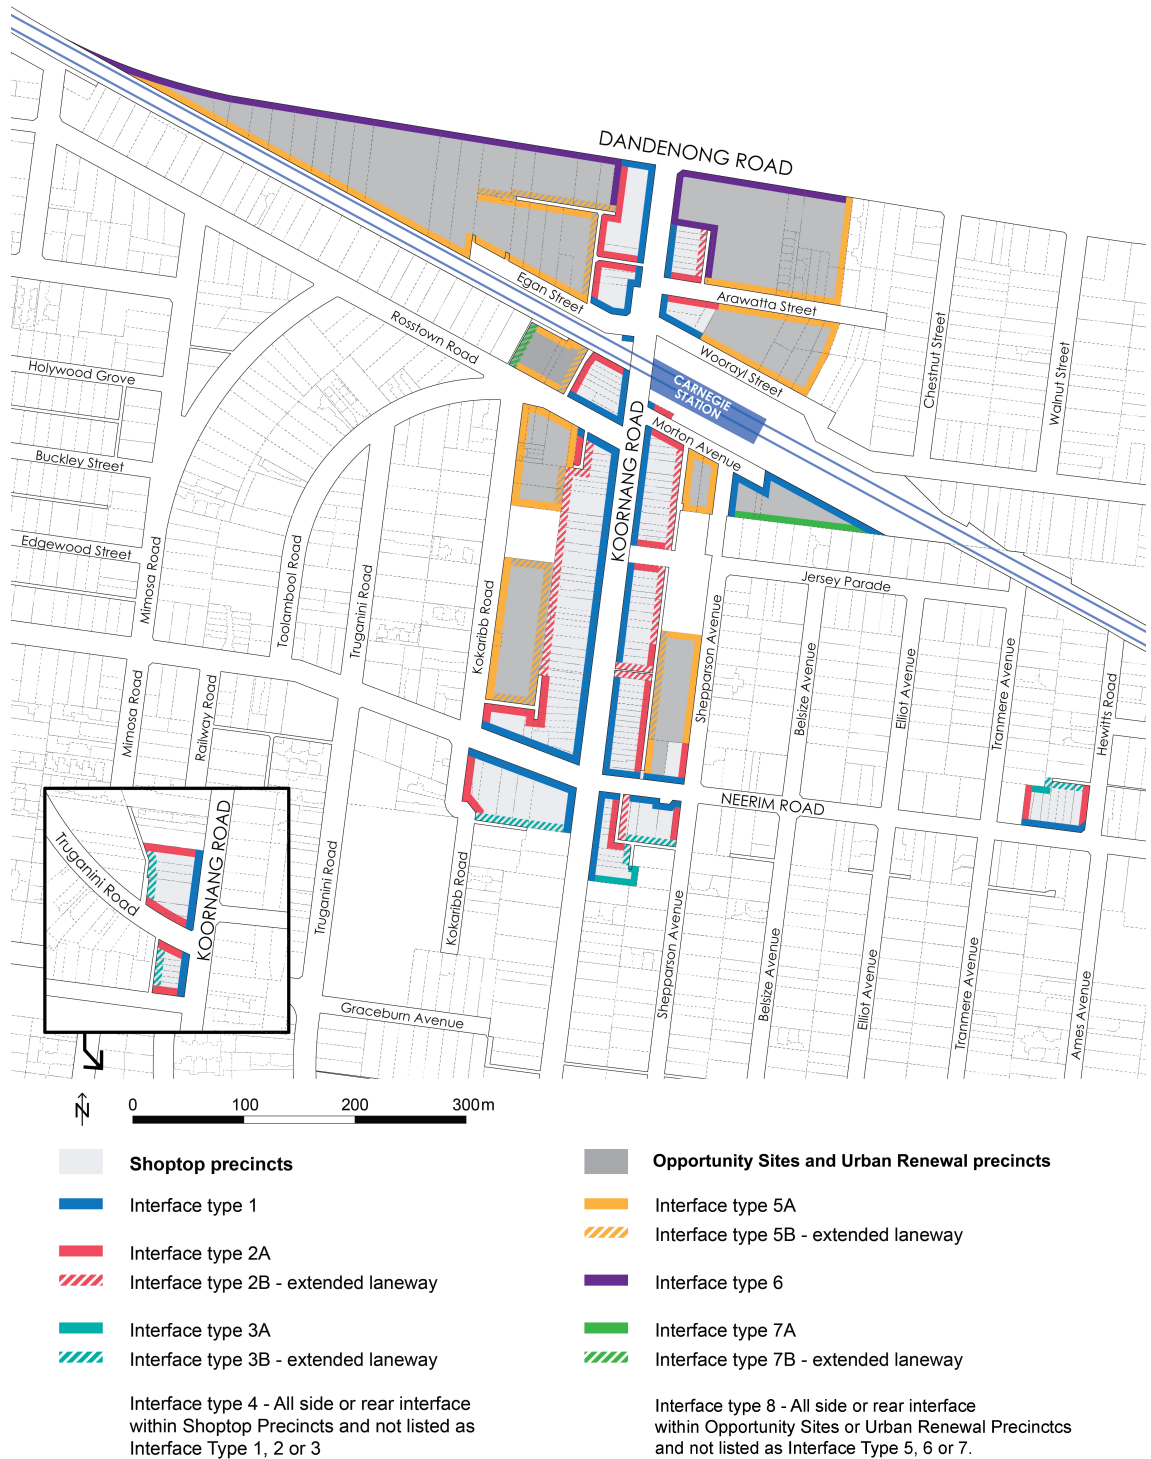 DANDENONG ROAD
Egan Street
Arawatta Street
Rosstown Road
Woorayl Street
Chestnut Street
Walnut Street
CARNEGIE
STATION
Holywood Grove
Morton Avenue
KOORNANG ROAD
Buckley Street
Edgewood Street
Mimosa Road
Toolambool Road
Truganini Road
Kokaribb Road
Jersey Parade
Shepparson Avenue
Belsize Avenue
Elliot Avenue
Tranmere Avenue
Hewitts Road
Mimosa Road
Railway Road
NEERIM ROAD
Truganini Road
KOORNANG ROAD
Truganini Road
Kokaribb Road
Shepparson Avenue
Belsize Avenue
Elliot Avenue
Tranmere Avenue
Ames Avenue
Graceburn Avenue
N
0 100 200 300m
Shoptop precincts
Interface type 1
Interface type 2A
Interface type 2B - extended laneway
Interface type 3A
Interface type 3B - extended laneway
Interface type 4 - All side or rear interface
within Shoptop Precincts and not listed as
Interface Type 1, 2 or 3
Opportunity Sites and Urban Renewal precincts
Interface type 5A
Interface type 5B - extended laneway
Interface type 6
Interface type 7A
Interface type 7B - extended laneway
Interface type 8 - All side or rear interface
within Opportunity Sites or Urban Renewal Precinctcs
and not listed as Interface Type 5, 6 or 7.